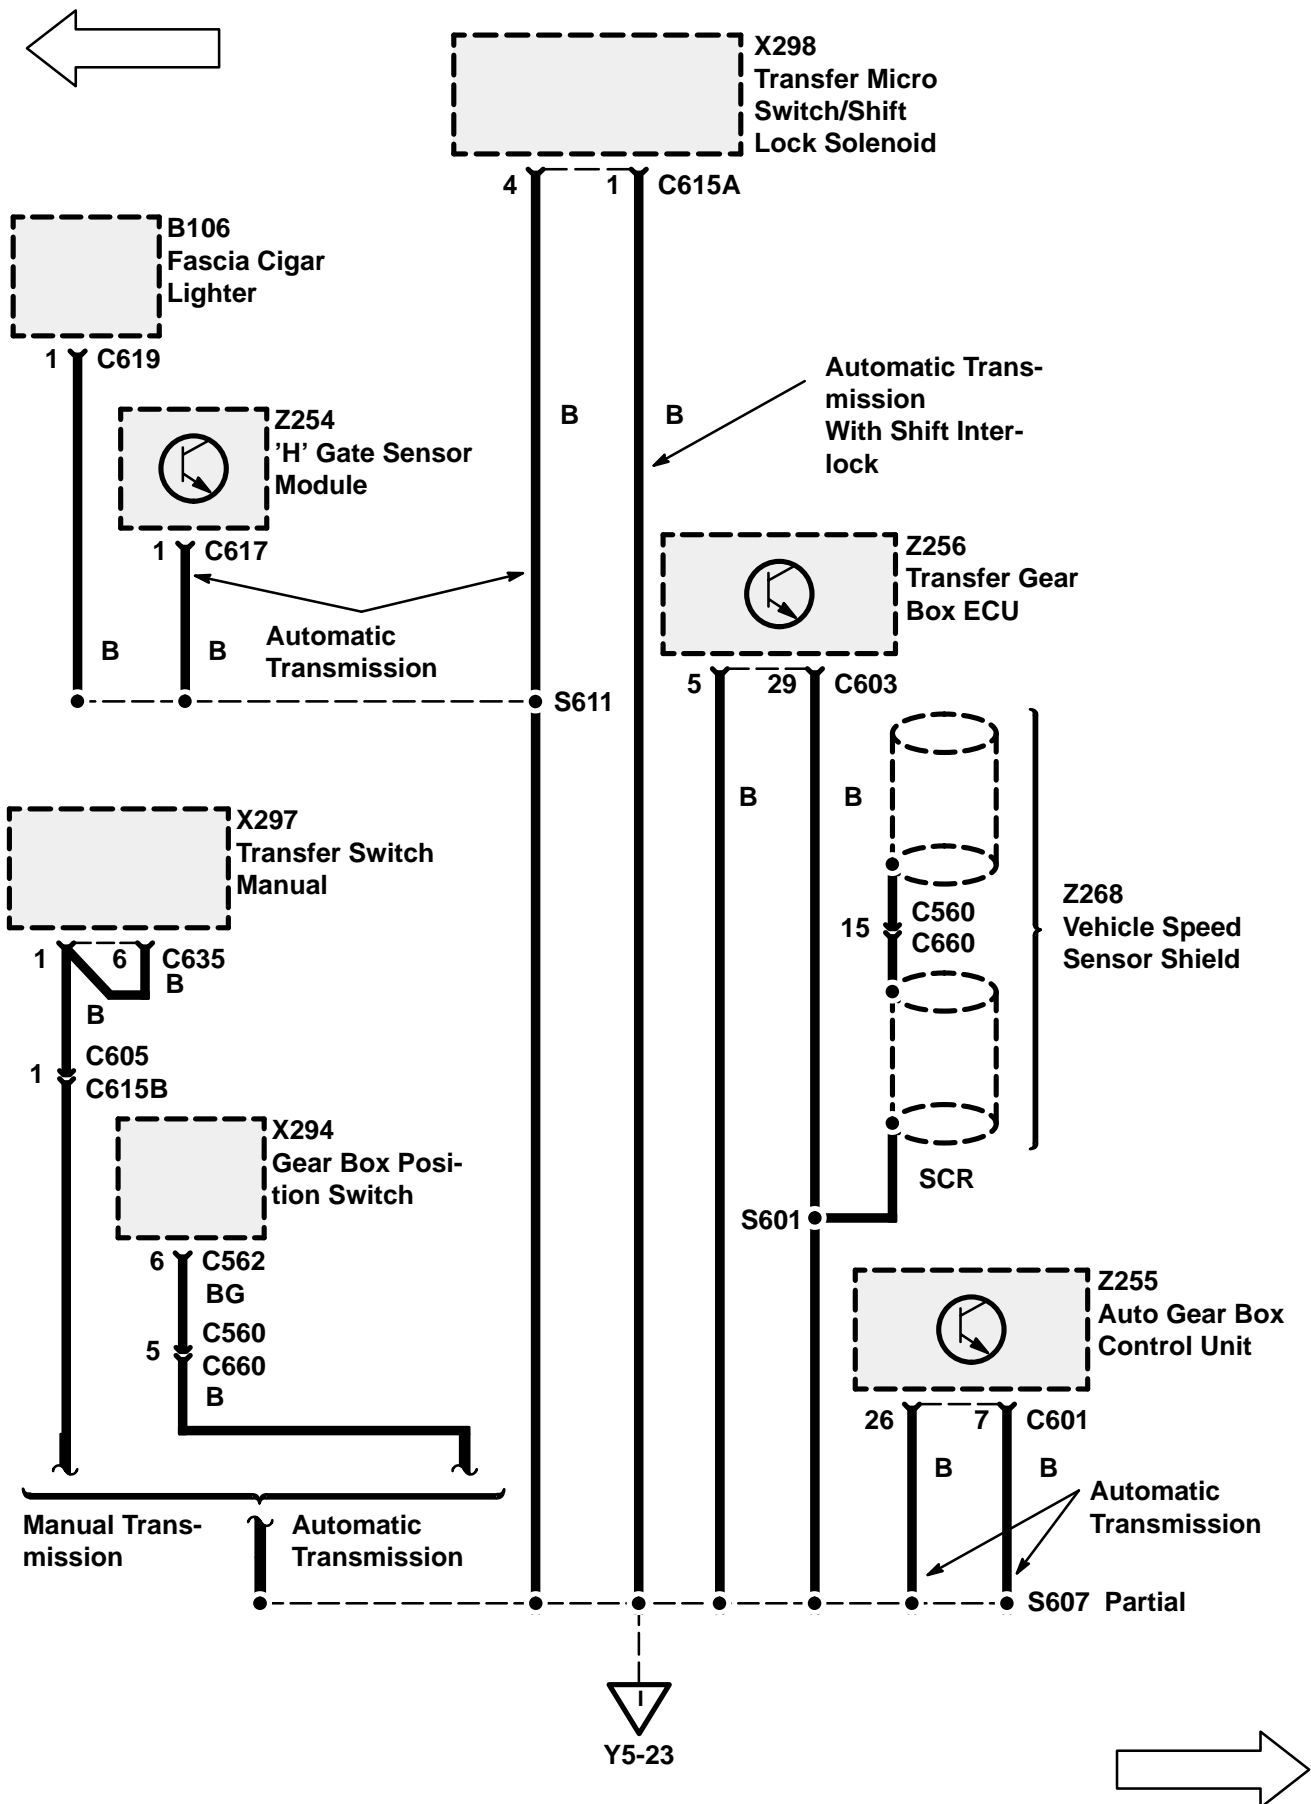 X298
Transfer Micro
Switch/Shift
Lock Solenoid
4
1
C615A
B106
Fascia Cigar
Lighter
1
C619
Z254
’H’ Gate Sensor
Module
1
C617
B
B
Automatic Trans-
mission
With Shift Inter-
lock
B
B
Automatic
Transmission
S611
Z256
Transfer Gear
Box ECU
5
29
C603
B
B
X297
Transfer Switch
Manual
1
6
C635
B
B
1
C605
C615B
15
C560
C660
Z268
Vehicle Speed
Sensor Shield
SCR
S601
X294
Gear Box Posi-
tion Switch
6
C562
BG
5
C560
C660
B
Z255
Auto Gear Box
Control Unit
26
7
C601
B
B
Automatic
Transmission
Manual Trans-
mission
Automatic
Transmission
S607 Partial
Y5-23